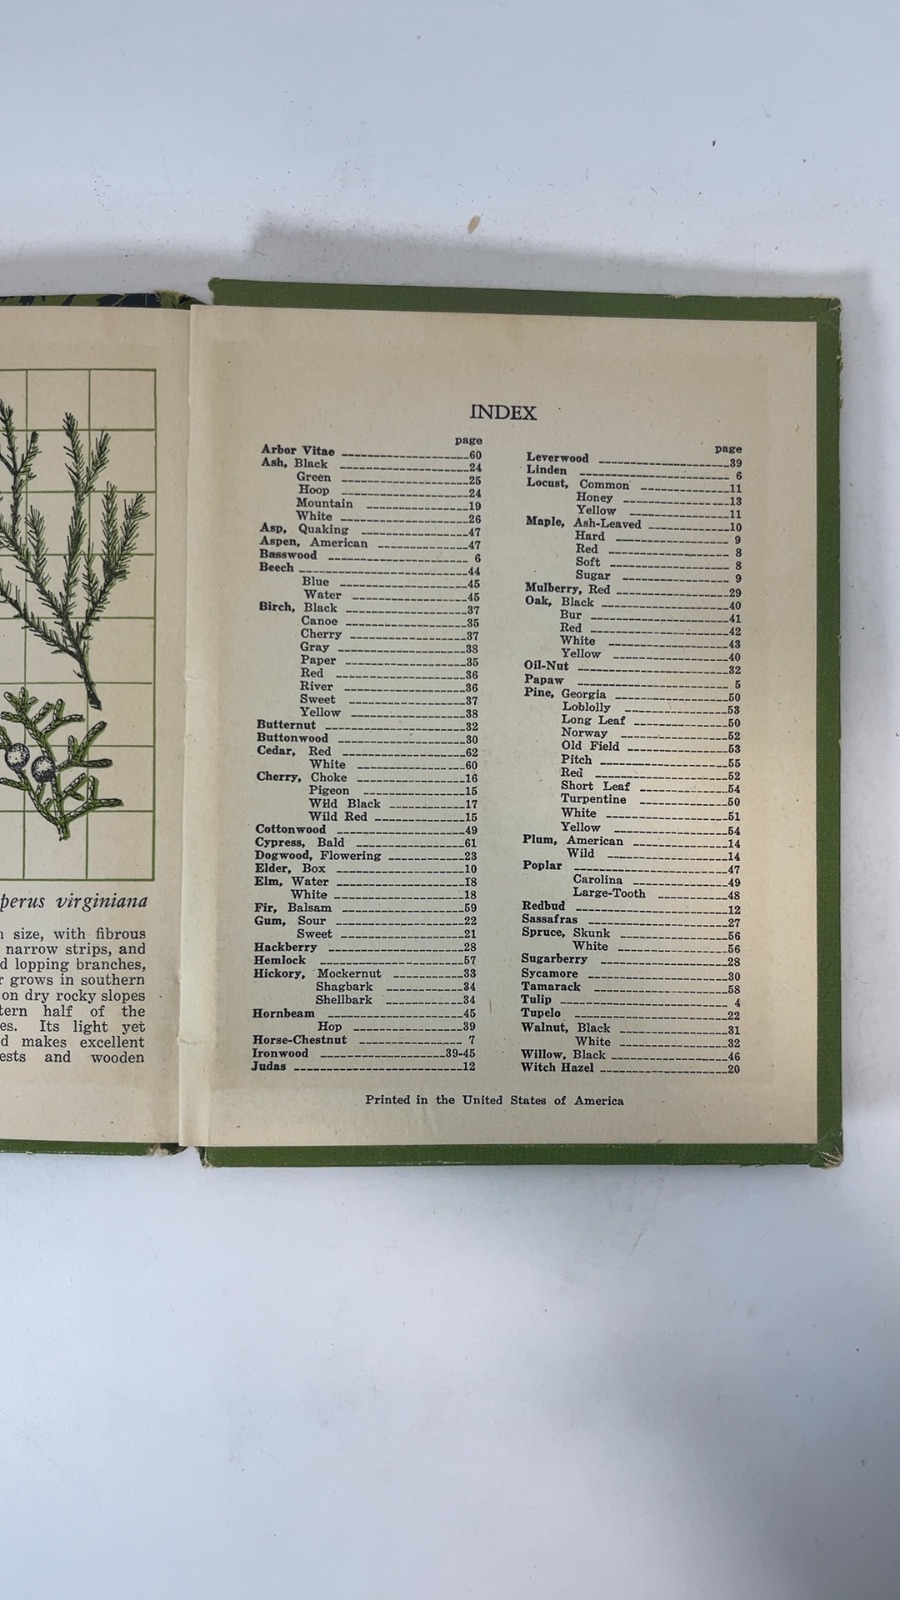 perus virginiana
size, with fibrous
narrow strips, and
lopping branches,
grows in southern
on dry rocky slopes
tern half of the
es. Its light yet
d makes excellent
ests and wooden
INDEX
page
Arbor Vitae 60
Ash, Black 24
Green 25
Hoop 24
Mountain 19
White 26
Asp, Quaking 47
Aspen, American 47
Basswood 6
Beech 44
Blue 45
Water 45
Birch, Black 37
Canoe 35
Cherry 37
Gray 38
Paper 35
Red 36
River 36
Sweet 37
Yellow 38
Butternut 32
Buttonwood 30
Cedar, Red 62
White 60
Cherry, Choke 16
Pigeon 15
Wild Black 17
Wild Red 15
Cottonwood 49
Cypress, Bald 61
Dogwood, Flowering 23
Elder, Box 10
Elm, Water 18
White 18
Fir, Balsam 59
Gum, Sour 22
Sweet 21
Hackberry 28
Hemlock 57
Hickory, Mockernut 33
Shagbark 34
Shellbark 34
Hornbeam 45
Hop 39
Horse-Chestnut 7
Ironwood 39-45
Judas 12
page
Leverwood 39
Linden 6
Locust, Common 11
Honey 13
Yellow 11
Maple, Ash-Leaved 10
Hard 9
Red 8
Soft 8
Sugar 9
Mulberry, Red 29
Oak, Black 40
Bur 41
Red 42
White 43
Yellow 40
Oil-Nut 32
Papaw 5
Pine, Georgia 50
Loblolly 53
Long Leaf 50
Norway 52
Old Field 53
Pitch 55
Red 52
Short Leaf 54
Turpentine 50
White 51
Yellow 54
Plum, American 14
Wild 14
Poplar 47
Carolina 49
Large-Tooth 48
Redbud 12
Sassafras 27
Spruce, Skunk 56
White 56
Sugarberry 28
Sycamore 30
Tamarack 58
Tulip 4
Tupelo 22
Walnut, Black 31
White 32
Willow, Black 46
Witch Hazel 20
Printed in the United States of America